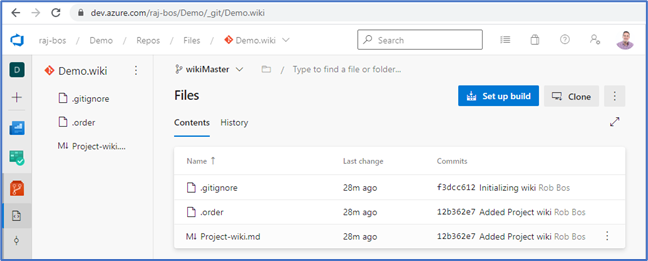 dev.azure.com/raj-bos/Demo/_git/Demo.wiki
raj-bos / Demo / Repos / Files / Demo.wiki
Search
D
Demo.wiki
.gitignore
.order
Project-wiki....
wikiMaster
/ Type to find a file or folder...
Files
Set up build
Clone
Contents
History
Name ↑ Last change Commits
.gitignore 28m ago f3dcc612 Initializing wiki Rob Bos
.order 28m ago 12b362e7 Added Project wiki Rob Bos
M↓ Project-wiki.md 28m ago 12b362e7 Added Project wiki Rob Bos